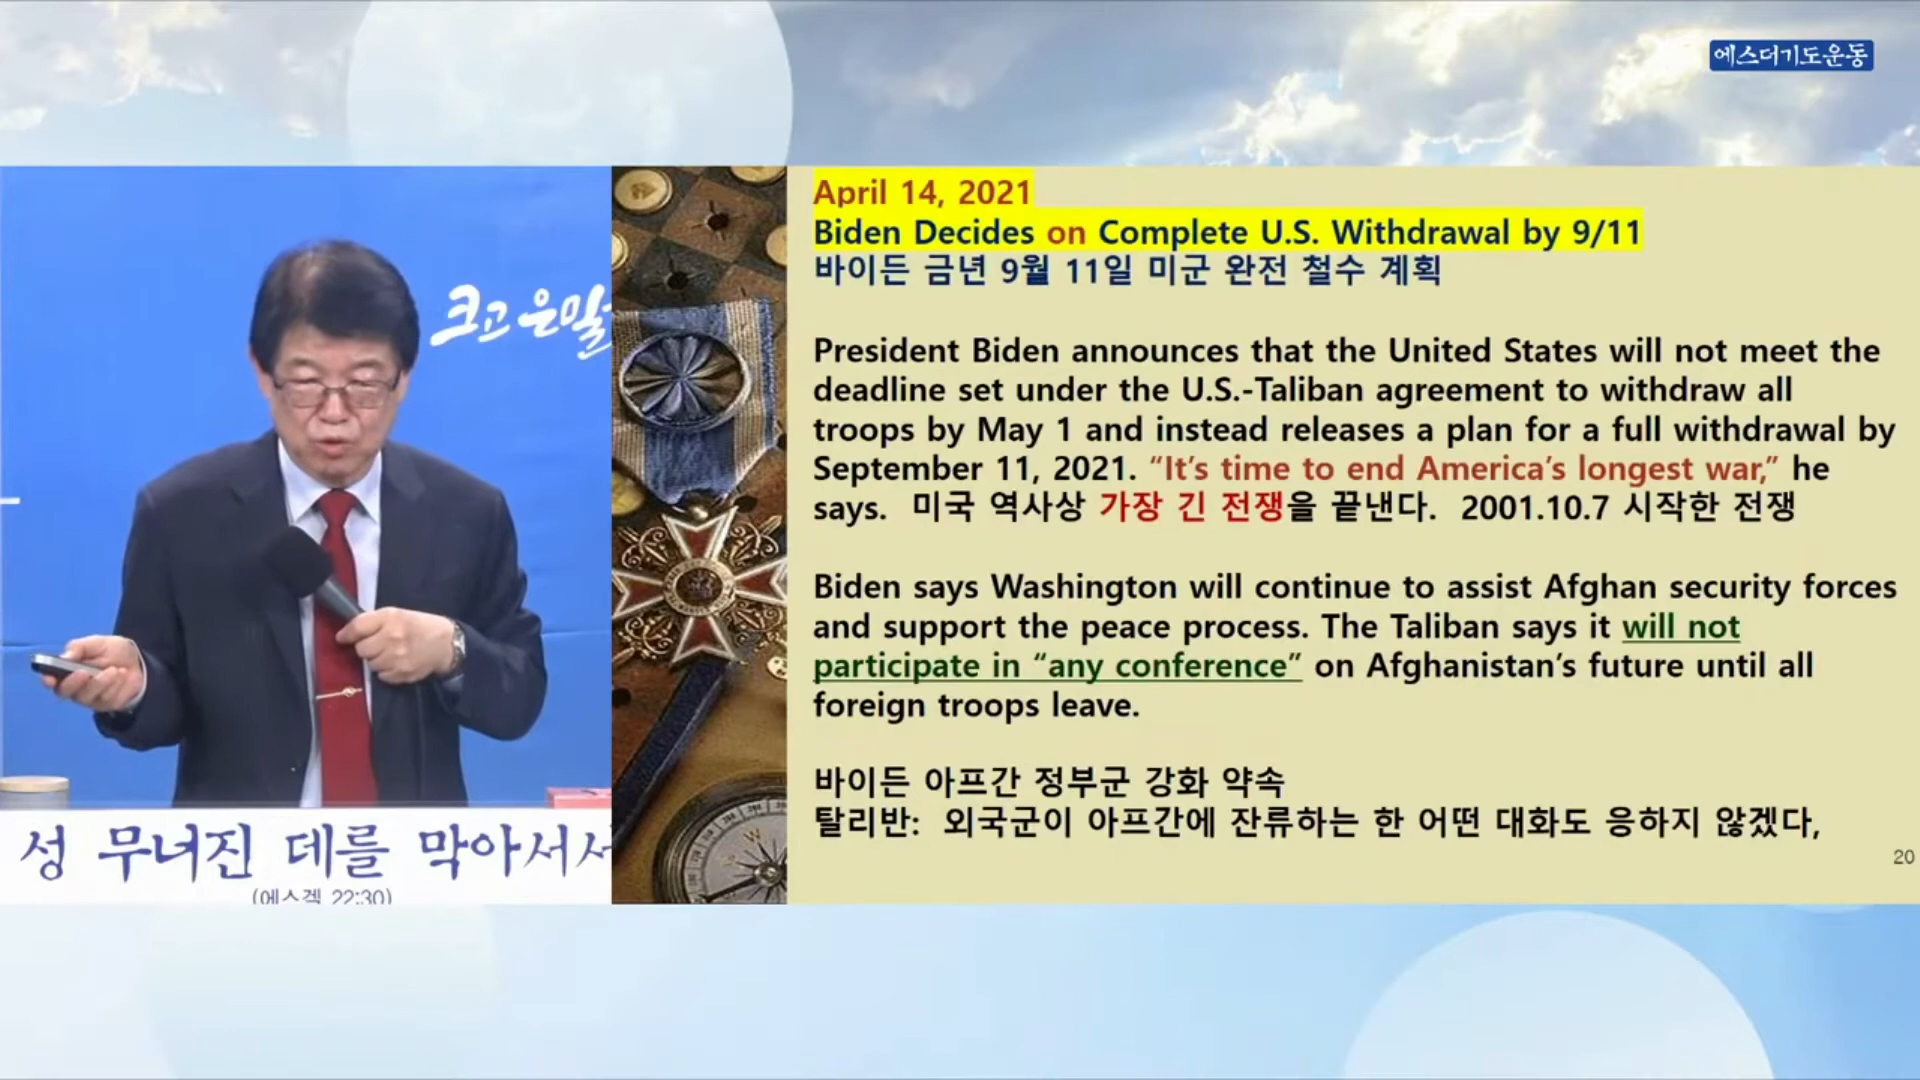 에스더기도운동
크고 은밀
April 14, 2021
Biden Decides on Complete U.S. Withdrawal by 9/11
바이든 금년 9월 11일 미군 완전 철수 계획
President Biden announces that the United States will not meet the
deadline set under the U.S.-Taliban agreement to withdraw all
troops by May 1 and instead releases a plan for a full withdrawal by
September 11, 2021. “It’s time to end America’s longest war,” he
says. 미국 역사상 가장 긴 전쟁을 끝낸다. 2001.10.7 시작한 전쟁
Biden says Washington will continue to assist Afghan security forces
and support the peace process. The Taliban says it will not
participate in “any conference” on Afghanistan’s future until all
foreign troops leave.
바이든 아프간 정부군 강화 약속
탈리반: 외국군이 아프간에 잔류하는 한 어떤 대화도 응하지 않겠다,
20
성 무너진 데를 막아서서
(에스겔 22:30)